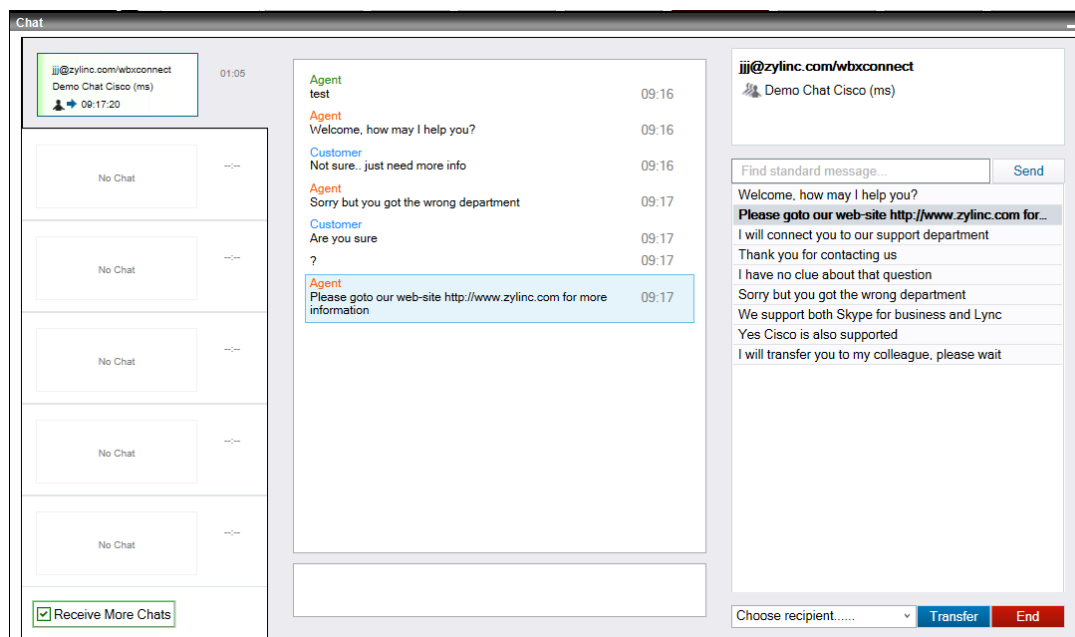 Chat
jjj@zylinc.com/wbxconnect
Demo Chat Cisco (ms)
09:17:20
01:05
No Chat
--:--
No Chat
--:--
No Chat
--:--
No Chat
--:--
No Chat
--:--
Receive More Chats
Agent
test 09:16
Agent
Welcome, how may I help you? 09:16
Customer
Not sure.. just need more info 09:16
Agent
Sorry but you got the wrong department 09:17
Customer
Are you sure 09:17
? 09:17
Agent
Please goto our web-site http://www.zylinc.com for more 09:17
information
jjj@zylinc.com/wbxconnect
Demo Chat Cisco (ms)
Find standard message... Send
Welcome, how may I help you?
Please goto our web-site http://www.zylinc.com for...
I will connect you to our support department
Thank you for contacting us
I have no clue about that question
Sorry but you got the wrong department
We support both Skype for business and Lync
Yes Cisco is also supported
I will transfer you to my colleague, please wait
Choose recipient...... Transfer End